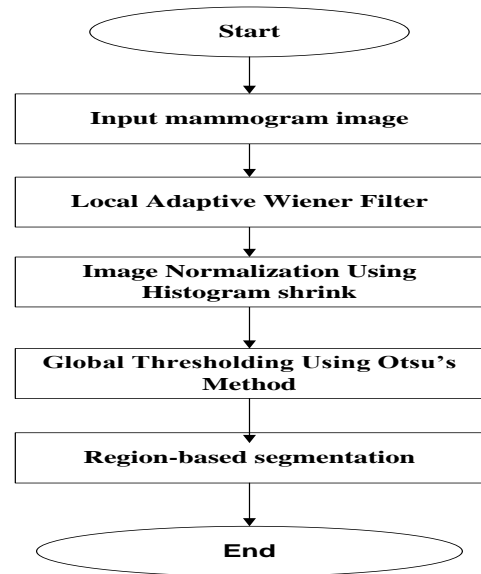 Start
Input mammogram image
Local Adaptive Wiener Filter
Image Normalization Using
Histogram shrink
Global Thresholding Using Otsu's
Method
Region-based segmentation
End